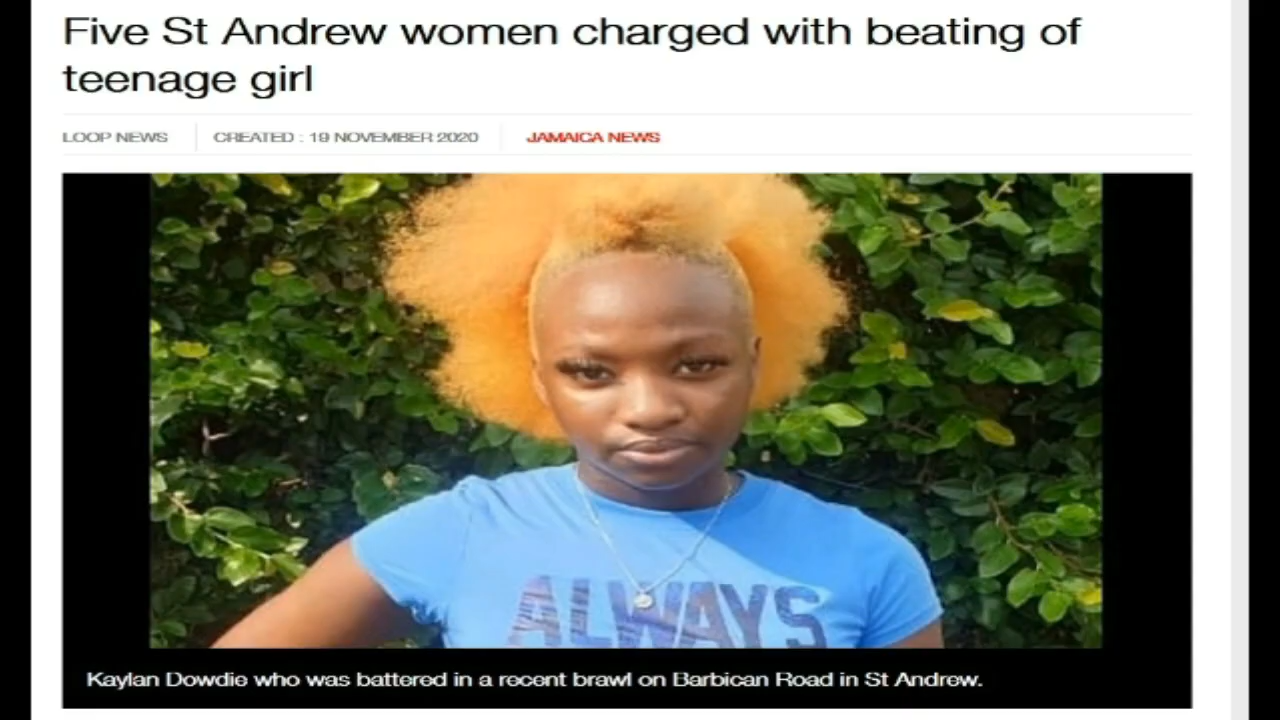 Five St Andrew women charged with beating of
teenage girl
LOOP NEWS CREATED : 19 NOVEMBER 2020 JAMAICA NEWS
ALWAYS
Kaylan Dowdie who was battered in a recent brawl on Barbican Road in St Andrew.